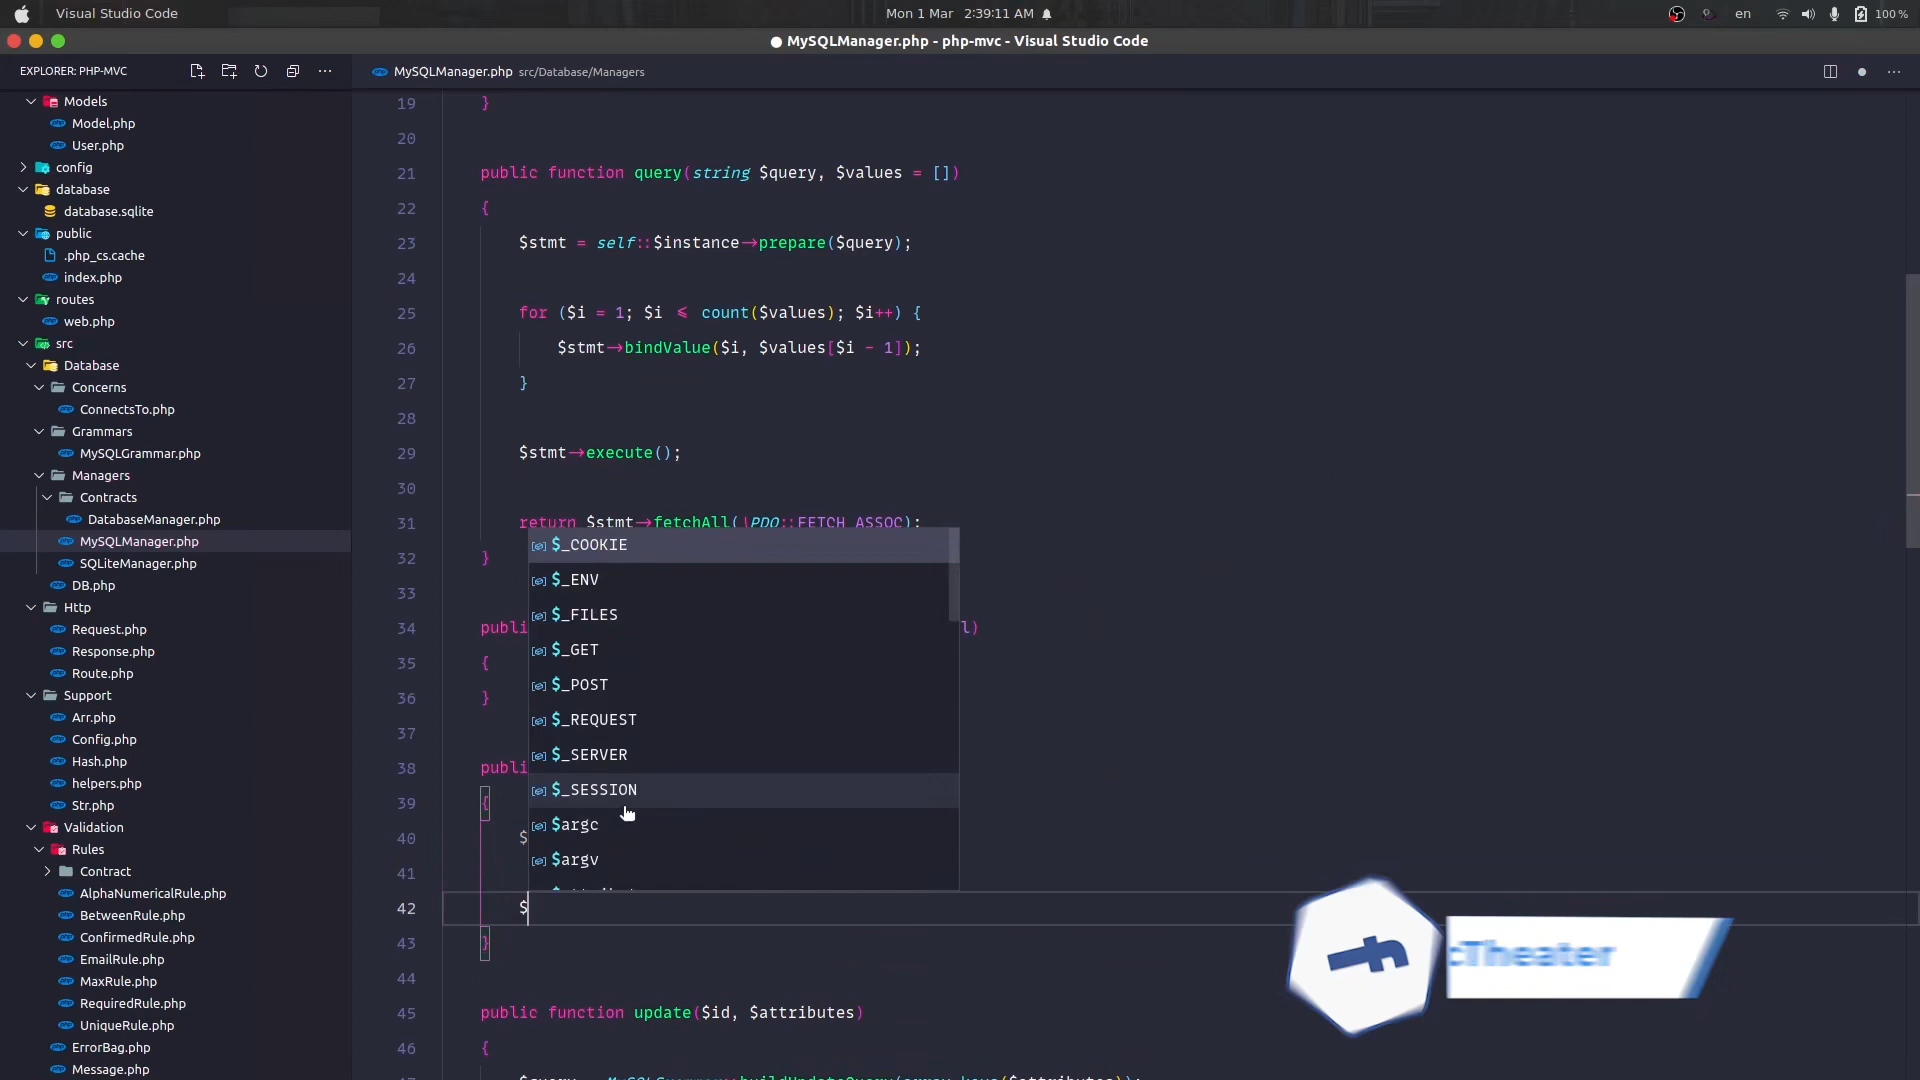 Visual Studio Code
Mon 1 Mar 2:39:11 AM
en
100 %
MySQLManager.php - php-mvc - Visual Studio Code
EXPLORER: PHP-MVC
MySQLManager.php src/Database/Managers
Models
Model.php
User.php
config
database
database.sqlite
public
.php_cs.cache
index.php
routes
web.php
src
Database
Concerns
ConnectsTo.php
Grammars
MySQLGrammar.php
Managers
Contracts
DatabaseManager.php
MySQLManager.php
SQLiteManager.php
DB.php
Http
Request.php
Response.php
Route.php
Support
Arr.php
Config.php
Hash.php
helpers.php
Str.php
Validation
Rules
Contract
AlphaNumericalRule.php
BetweenRule.php
ConfirmedRule.php
EmailRule.php
MaxRule.php
RequiredRule.php
UniqueRule.php
ErrorBag.php
Message.php
19 }
20
21 public function query(string $query, $values = [])
22 {
23 $stmt = self::$instance->prepare($query);
24
25 for ($i = 1; $i <= count($values); $i++) {
26 $stmt->bindValue($i, $values[$i - 1]);
27 }
28
29 $stmt->execute();
30
31 return $stmt->fetchAll(\PDO::FETCH_ASSOC);
32 }
33
34 publi l)
35 {
36 }
37
38 publi
39 {
40 $
41
42 $
43 }
44
45 public function update($id, $attributes)
46 {
$_COOKIE
$_ENV
$_FILES
$_GET
$_POST
$_REQUEST
$_SERVER
$_SESSION
$argc
$argv
cTheater